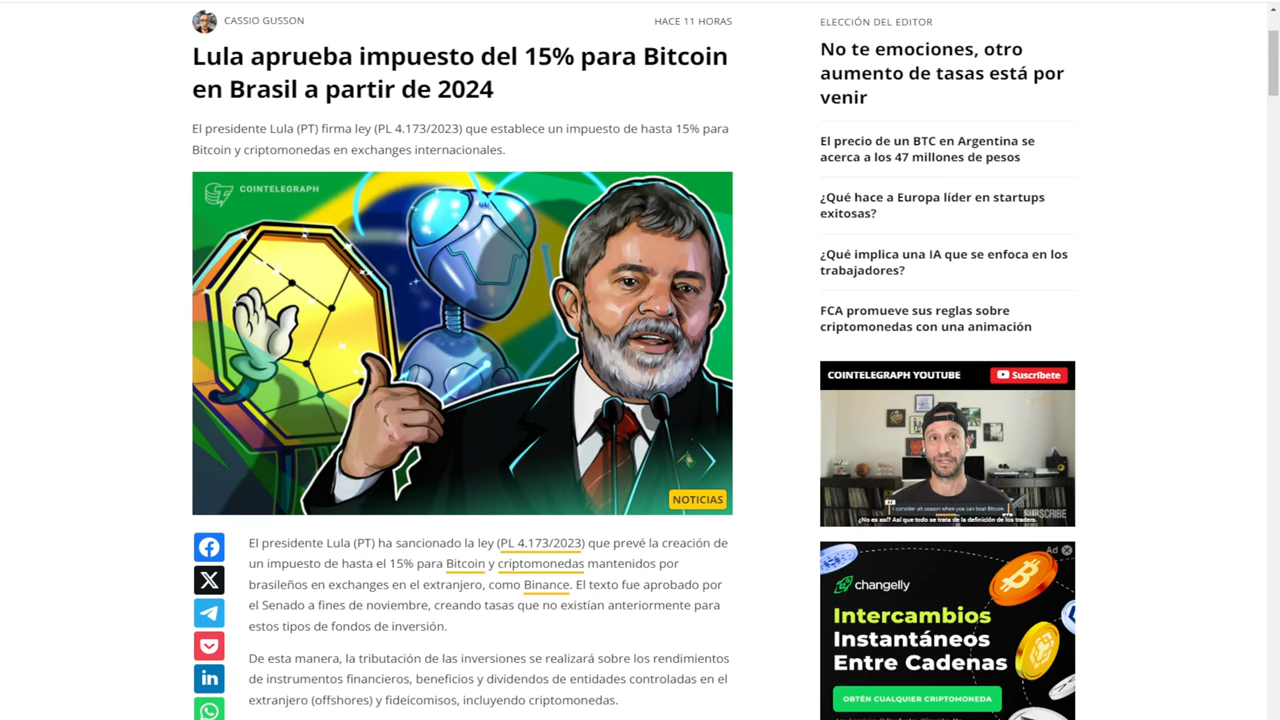 CASSIO GUSSON
HACE 11 HORAS
Lula aprueba impuesto del 15% para Bitcoin
en Brasil a partir de 2024
El presidente Lula (PT) firma ley (PL 4.173/2023) que establece un impuesto de hasta 15% para
Bitcoin y criptomonedas en exchanges internacionales.
COINTELEGRAPH
NOTICIAS
El presidente Lula (PT) ha sancionado la ley (PL 4.173/2023) que prevé la creación de
un impuesto de hasta el 15% para Bitcoin y criptomonedas mantenidos por
brasileños en exchanges en el extranjero, como Binance. El texto fue aprobado por
el Senado a fines de noviembre, creando tasas que no existían anteriormente para
estos tipos de fondos de inversión.
De esta manera, la tributación de las inversiones se realizará sobre los rendimientos
de instrumentos financieros, beneficios y dividendos de entidades controladas en el
extranjero (offshores) y fideicomisos, incluyendo criptomonedas.
ELECCIÓN DEL EDITOR
No te emociones, otro
aumento de tasas está por
venir
El precio de un BTC en Argentina se
acerca a los 47 millones de pesos
¿Qué hace a Europa líder en startups
exitosas?
¿Qué implica una IA que se enfoca en los
trabajadores?
FCA promueve sus reglas sobre
criptomonedas con una animación
COINTELEGRAPH YOUTUBE
Suscríbete
I consider alt season when you can beat Bitcoin.
SUBSCRIBE
¿No es así? Así que todo se trata de la definición de los traders.
Ad
changelly
Intercambios
Instantáneos
Entre Cadenas
OBTÉN CUALQUIER CRIPTOMONEDA